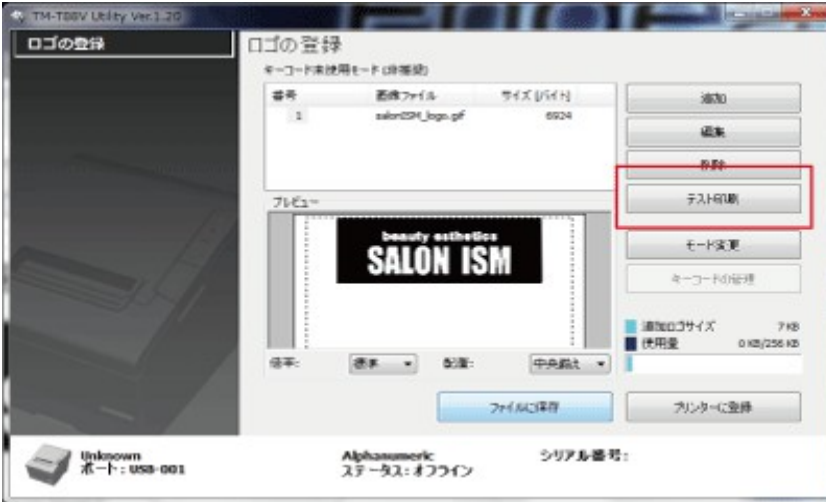 TM-T88V Utility Ver.1.20
ロゴの登録
ロゴの登録
キーコード未使用モード(非推奨)
番号 画像ファイル サイズ [バイト]
1 salonISM_logo.gif 6924
追加
編集
削除
テスト印刷
プレビュー
beauty esthetics
SALON ISM
モード変更
キーコードの管理
追加ロゴサイズ 7 KB
使用量 0 KB/256 KB
倍率: 標準 配置: 中央揃え
ファイルに保存
プリンターに登録
Unknown
ポート: USB-001
Alphanumeric
ステータス: オフライン
シリアル番号: